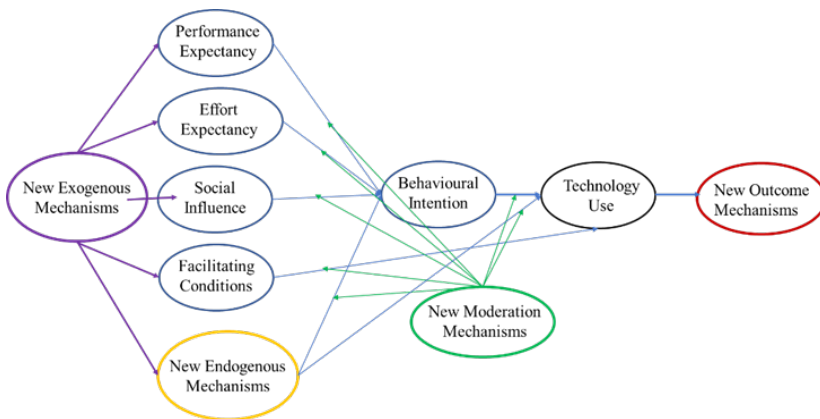 Performance
Expectancy
Effort
Expectancy
New Exogenous
Mechanisms
Social
Influence
Behavioural
Intention
Technology
Use
New Outcome
Mechanisms
Facilitating
Conditions
New Moderation
Mechanisms
New Endogenous
Mechanisms